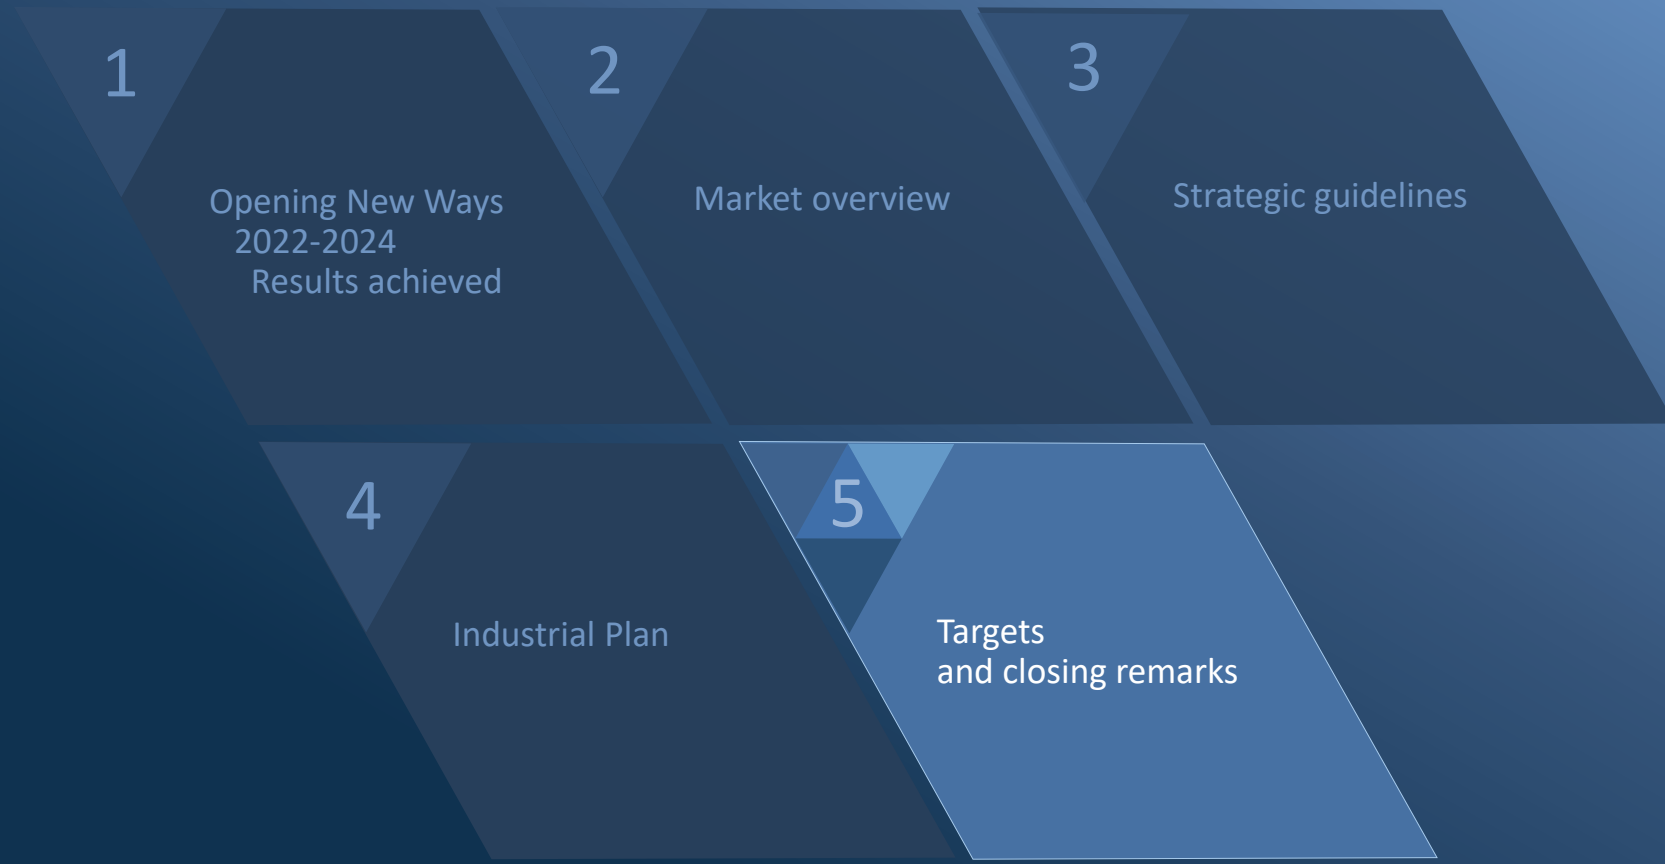 1
Opening New Ways
2022-2024
Results achieved
2
Market overview
3
Strategic guidelines
4
Industrial Plan
5
Targets
and closing remarks